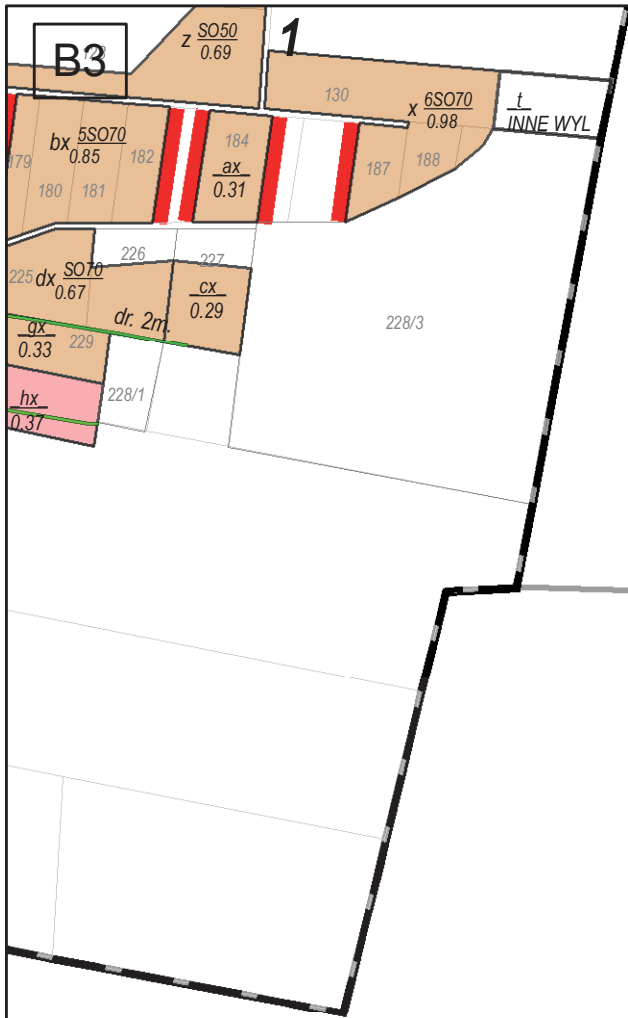 z SO50
0.69
1
B3
130
x 6SO70
0.98
t
INNE WYL
bx 5SO70
0.85
182
184
ax
0.31
187
188
179
180
181
226
227
225
dx SO70
0.67
cx
0.29
dr. 2m.
228/3
gx
0.33
229
hx
0.37
228/1